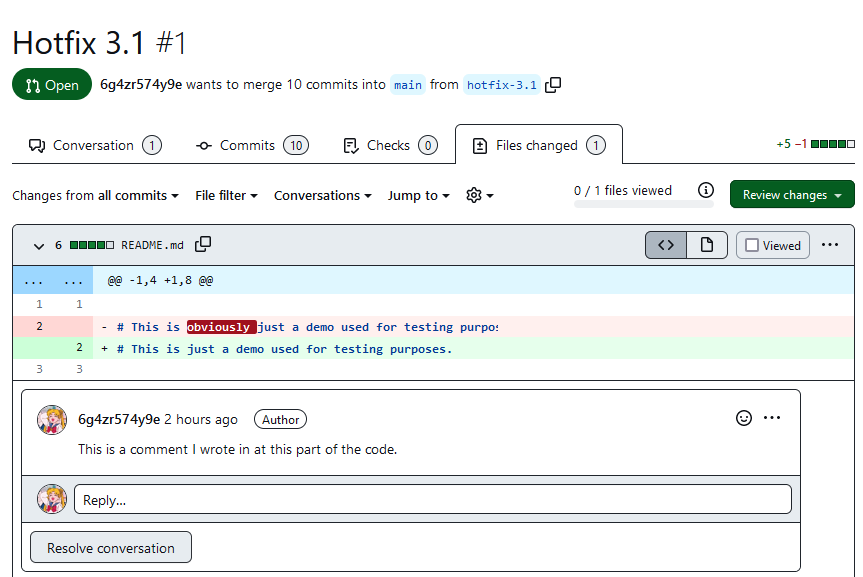 Hotfix 3.1 #1
Open 6g4zr574y9e wants to merge 10 commits into main from hotfix-3.1
Conversation 1 Commits 10 Checks 0 Files changed 1 +5 −1
Changes from all commits File filter Conversations Jump to 0 / 1 files viewed Review changes
6 README.md Viewed
... ... @@ -1,4 +1,8 @@
1 1
2 - # This is obviously just a demo used for testing
2 + # This is just a demo used for testing purposes.
3 3
6g4zr574y9e 2 hours ago Author
This is a comment I wrote in at this part of the code.
Reply...
Resolve conversation